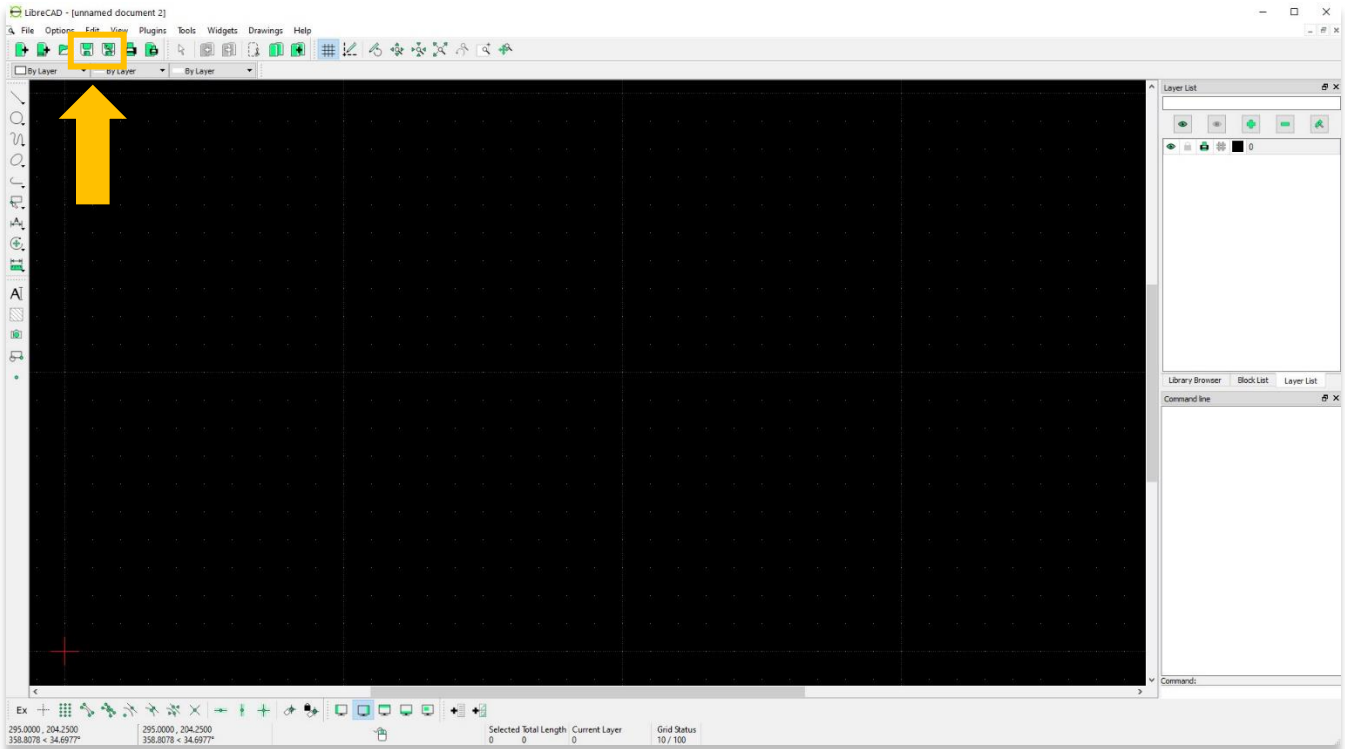 LibreCAD - [unnamed document 2]
File Options Edit View Plugins Tools Widgets Drawings Help
By Layer By Layer By Layer
Layer List
0
A
A
Library Browser Block List Layer List
Command line
Command:
Ex
295.0000 , 204.2500 295.0000 , 204.2500 Selected Total Length Current Layer Grid Status
358.8078 < 34.6977° 358.8078 < 34.6977° 0 0 0 10 / 100